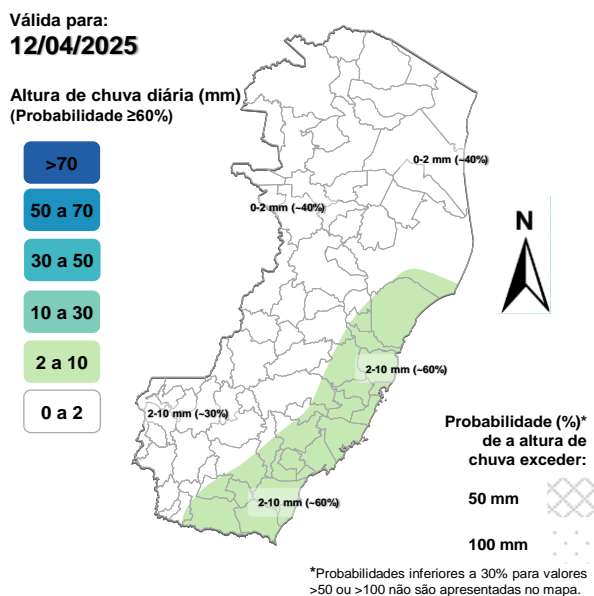 Válida para:
12/04/2025
Altura de chuva diária (mm)
(Probabilidade ≥60%)
>70
50 a 70
30 a 50
10 a 30
2 a 10
0 a 2
0-2 mm (~40%)
0-2 mm (~40%)
N
2-10 mm (~60%)
2-10 mm (~30%)
2-10 mm (~60%)
Probabilidade (%)*
de a altura de
chuva exceder:
50 mm
100 mm
*Probabilidades inferiores a 30% para valores
>50 ou >100 não são apresentadas no mapa.